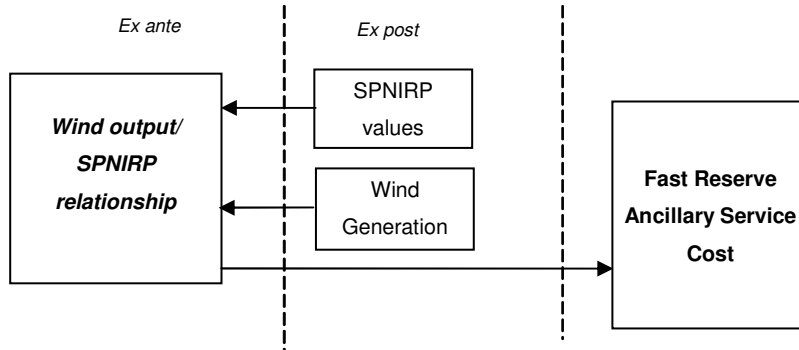 Ex ante
Ex post
Wind output/
SPNIRP
relationship
SPNIRP
values
Wind
Generation
Fast Reserve
Ancillary Service
Cost